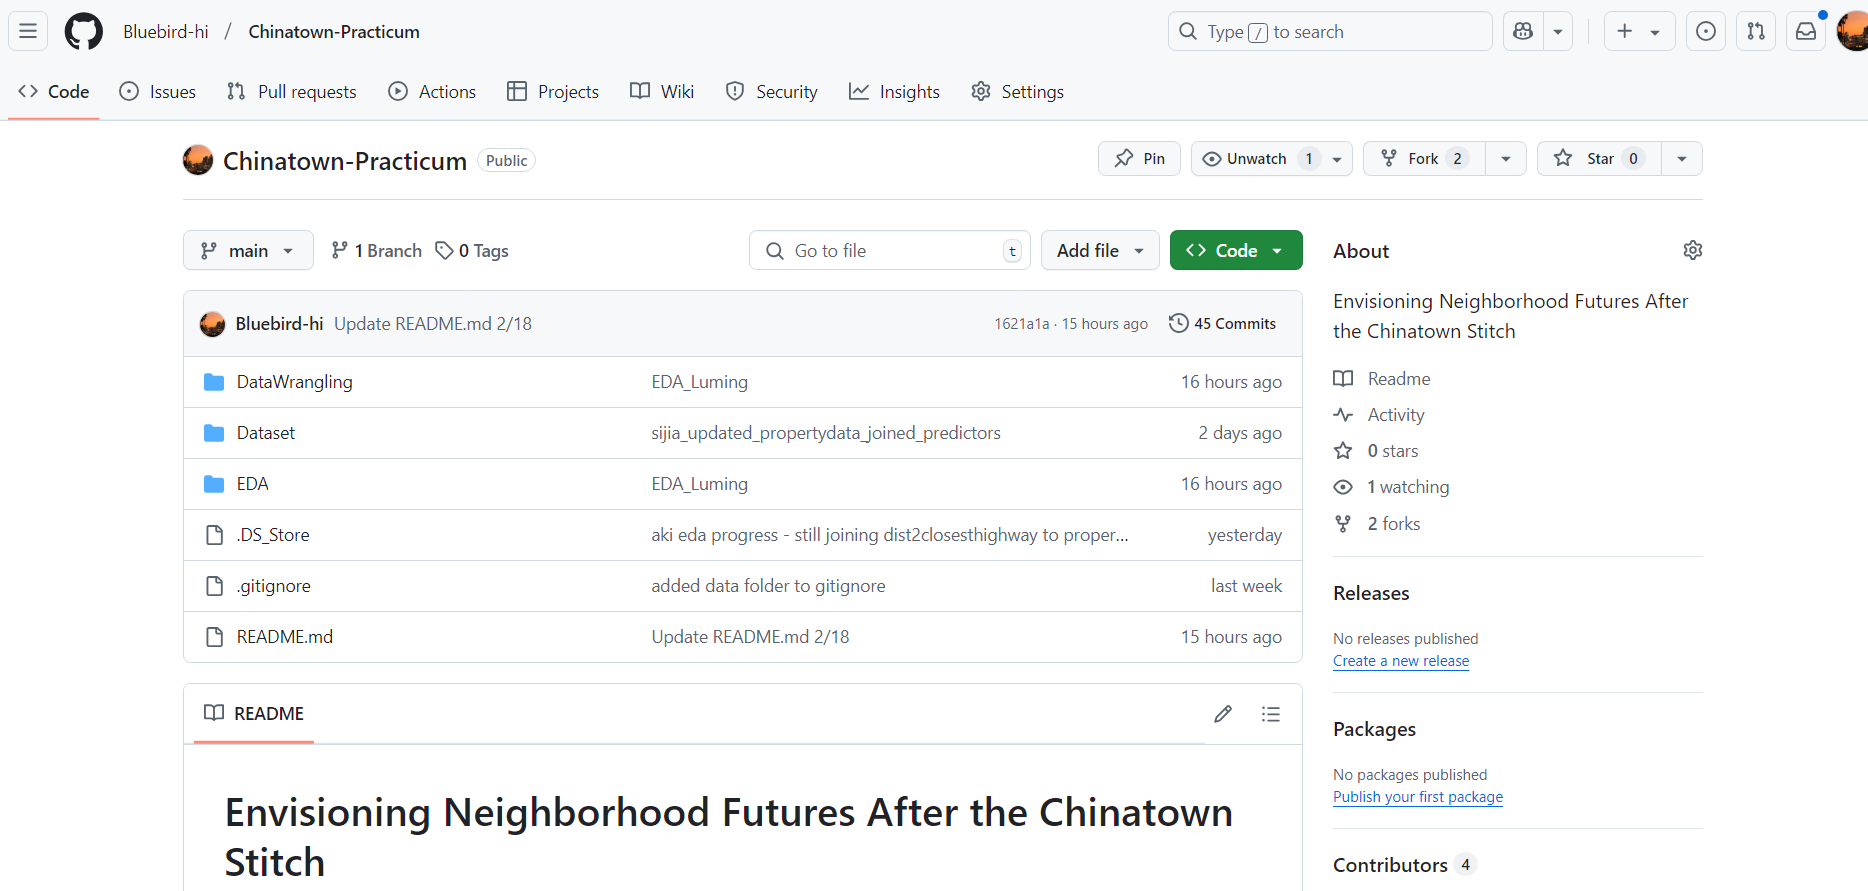 Bluebird-hi / Chinatown-Practicum
Type / to search
Code Issues Pull requests Actions Projects Wiki Security Insights Settings
Chinatown-Practicum Public
Pin Unwatch 1 Fork 2 Star 0
main 1 Branch 0 Tags
Go to file t Add file Code
Bluebird-hi Update README.md 2/18 1621a1a · 15 hours ago 45 Commits
DataWrangling EDA_Luming 16 hours ago
Dataset sijia_updated_propertydata_joined_predictors 2 days ago
EDA EDA_Luming 16 hours ago
.DS_Store aki eda progress - still joining dist2closesthighway to proper... yesterday
.gitignore added data folder to gitignore last week
README.md Update README.md 2/18 15 hours ago
README
Envisioning Neighborhood Futures After the Chinatown
Stitch
About
Envisioning Neighborhood Futures After
the Chinatown Stitch
Readme
Activity
0 stars
1 watching
2 forks
Releases
No releases published
Create a new release
Packages
No packages published
Publish your first package
Contributors 4